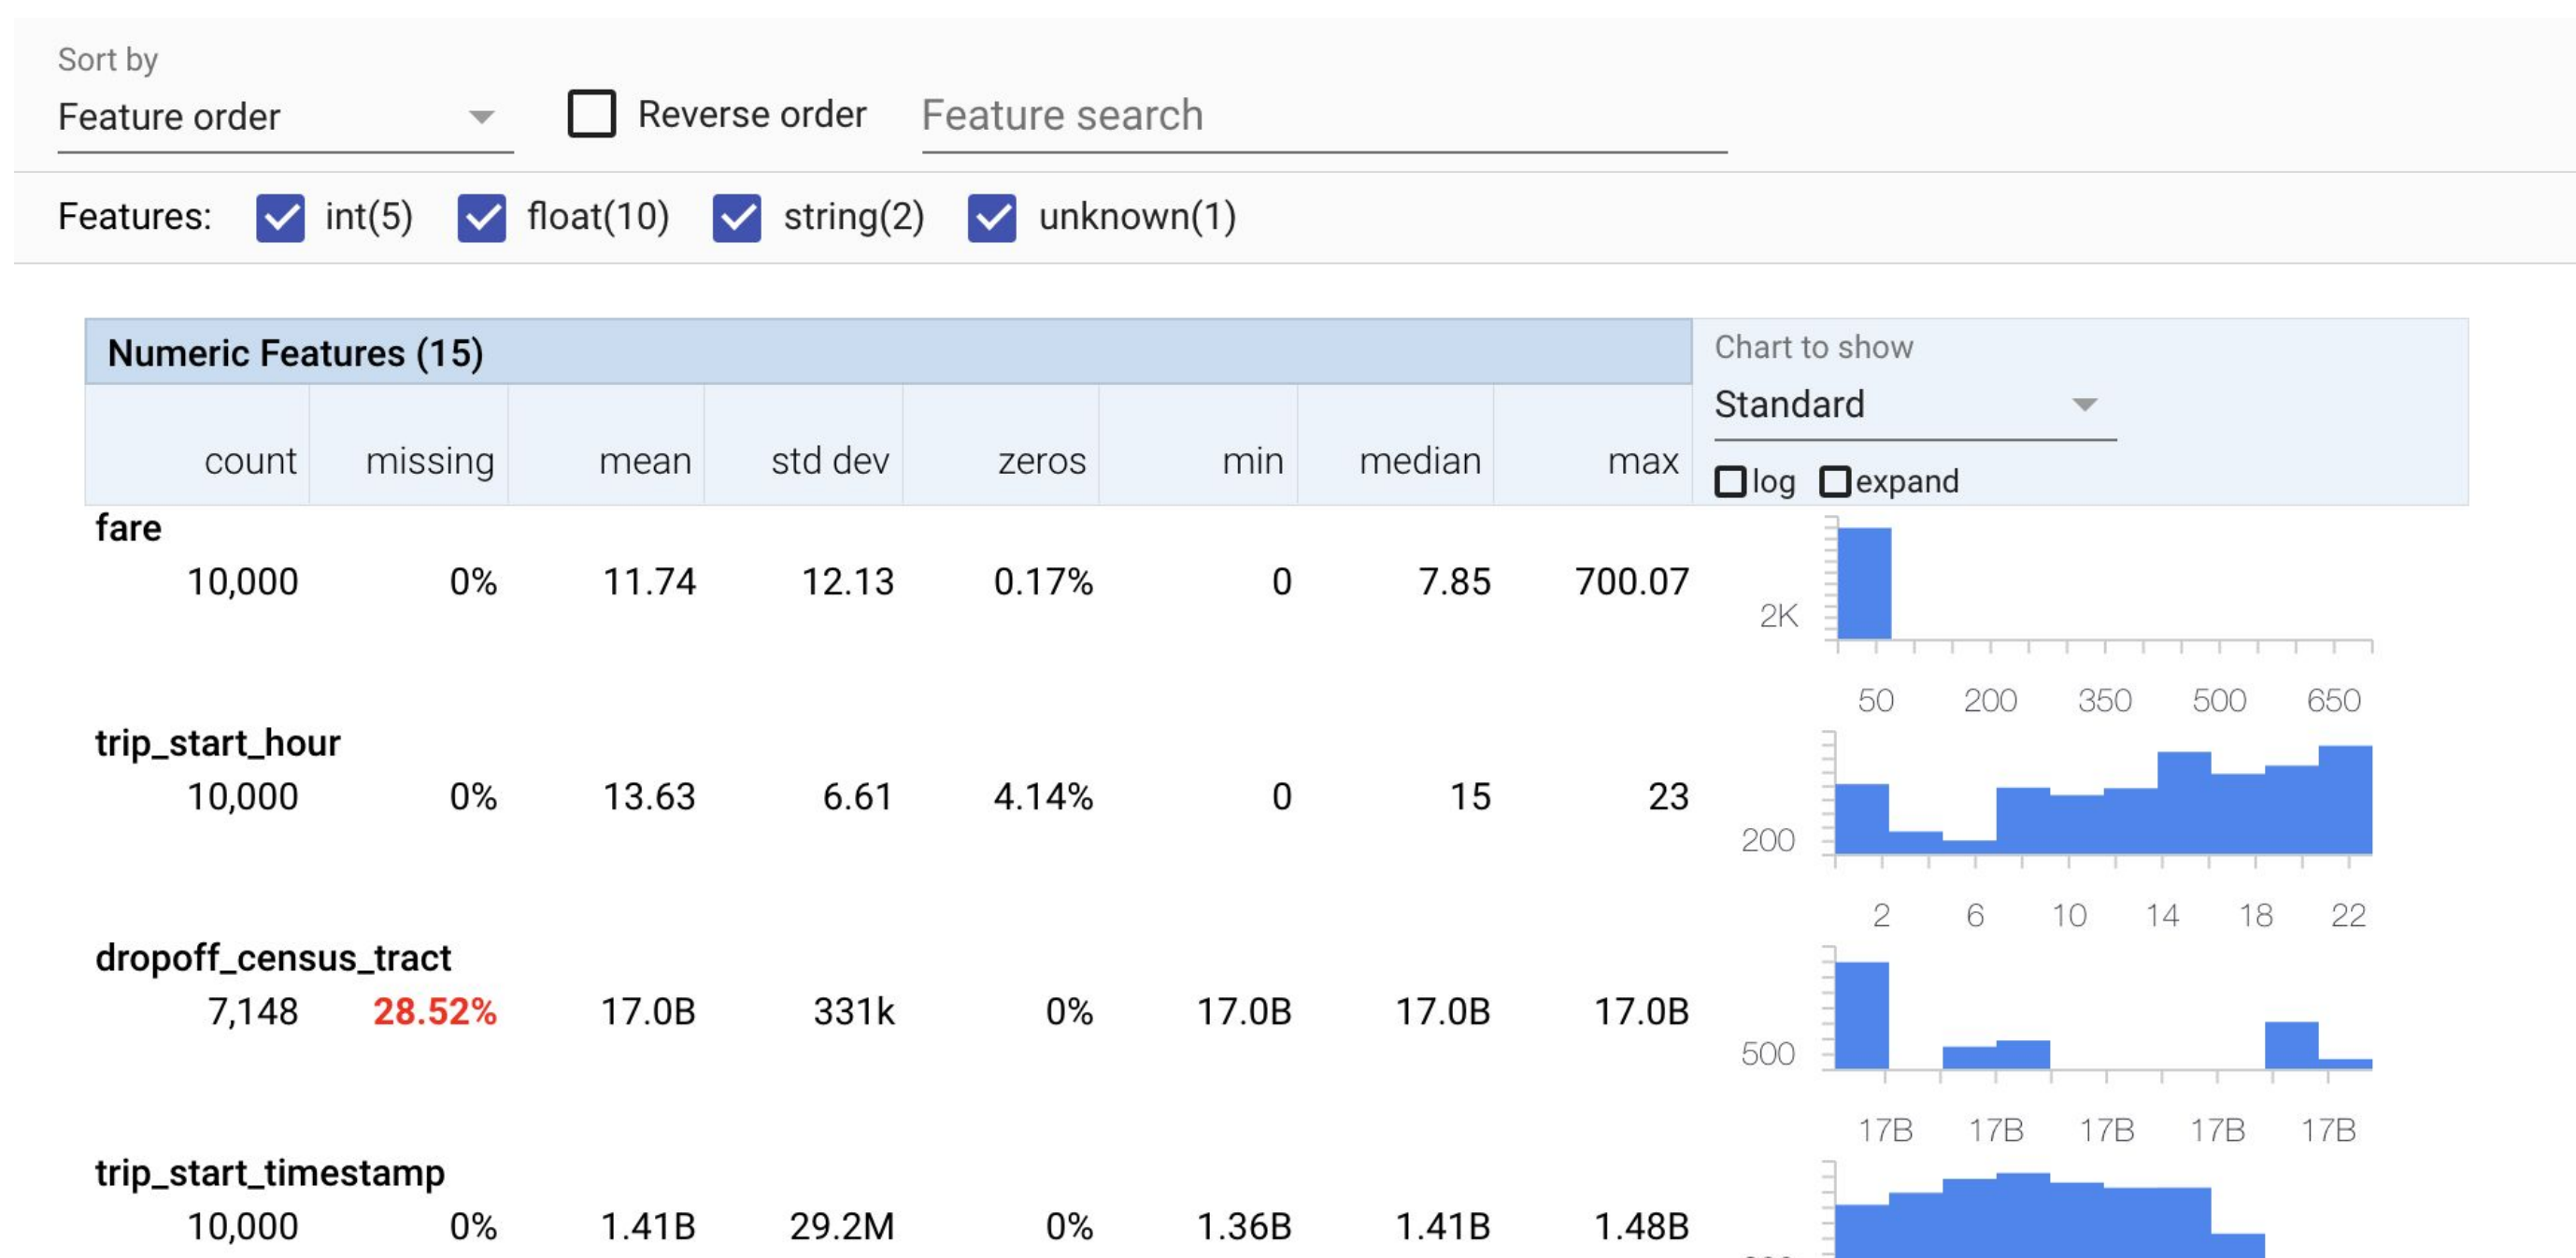 Sort by
Feature order Reverse order Feature search
Features: int(5) float(10) string(2) unknown(1)
Numeric Features (15) Chart to show
Standard
count missing mean std dev zeros min median max
log expand
fare
10,000 0% 11.74 12.13 0.17% 0 7.85 700.07
2K
50 200 350 500 650
trip_start_hour
10,000 0% 13.63 6.61 4.14% 0 15 23
200
2 6 10 14 18 22
dropoff_census_tract
7,148 28.52% 17.0B 331k 0% 17.0B 17.0B 17.0B
500
17B 17B 17B 17B 17B
trip_start_timestamp
10,000 0% 1.41B 29.2M 0% 1.36B 1.41B 1.48B